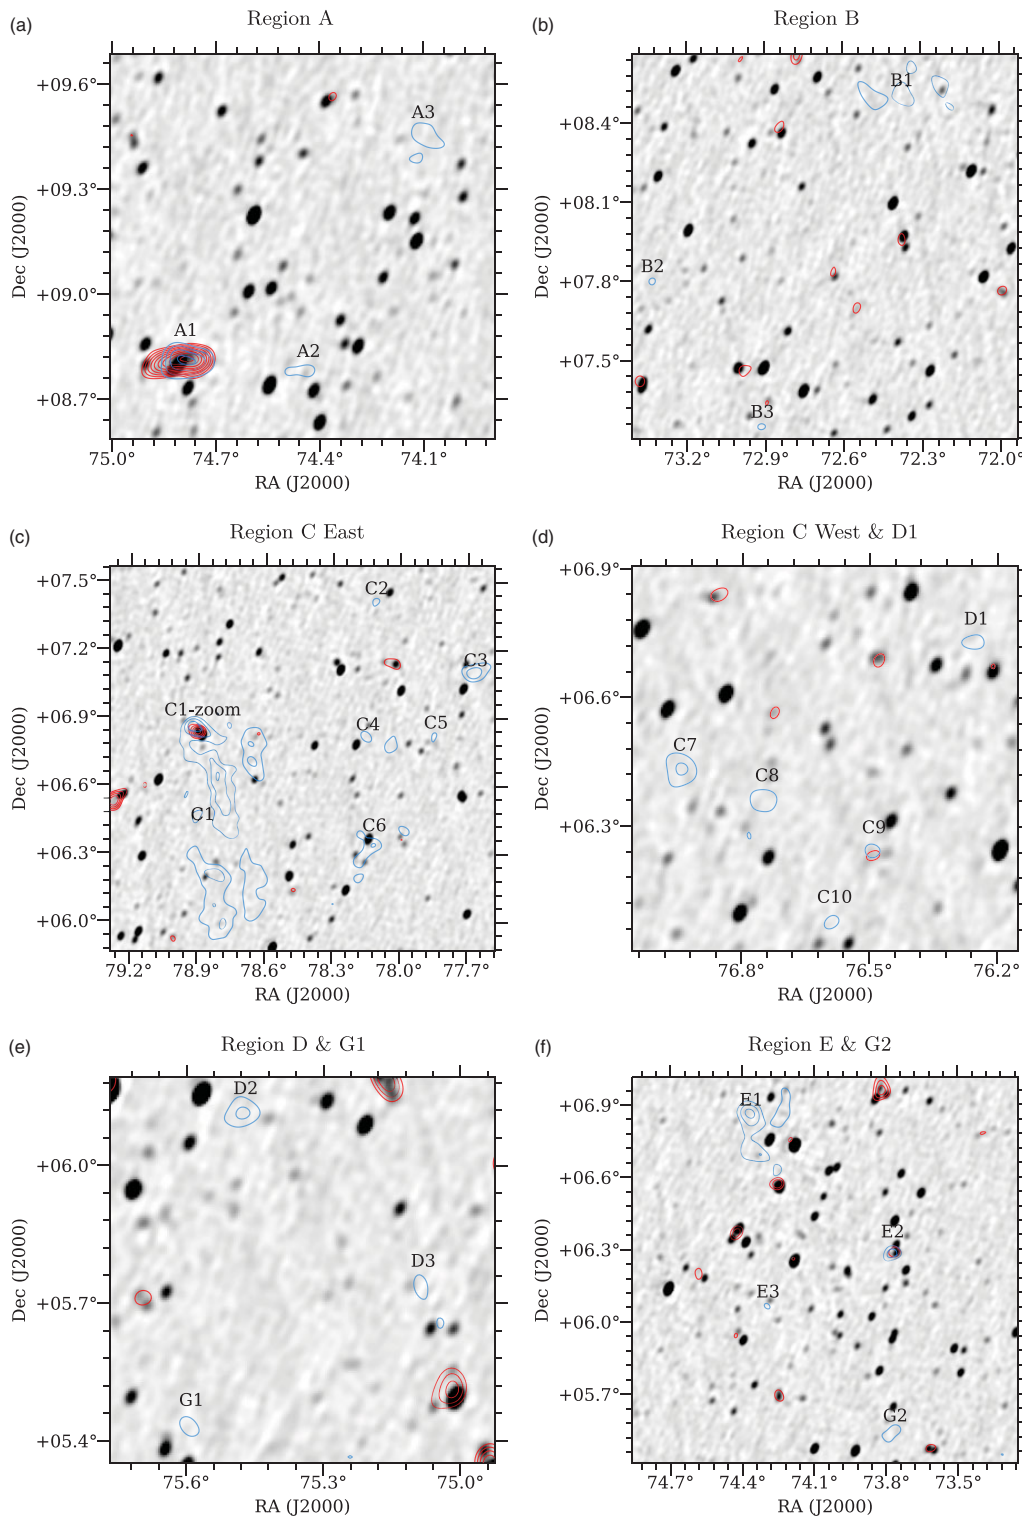 (a)
Region A
+09.6°
+09.3°
+09.0°
+08.7°
Dec (J2000)
A3
A1
A2
75.0° 74.7° 74.4° 74.1°
RA (J2000)
(b)
Region B
+08.4°
+08.1°
+07.8°
+07.5°
Dec (J2000)
B1
B2
B3
73.2° 72.9° 72.6° 72.3° 72.0°
RA (J2000)
(c)
Region C East
+07.5°
+07.2°
+06.9°
+06.6°
+06.3°
+06.0°
Dec (J2000)
C2
C3
C1-zoom
C4
C5
C1
C6
79.2° 78.9° 78.6° 78.3° 78.0° 77.7°
RA (J2000)
(d)
Region C West & D1
+06.9°
+06.6°
+06.3°
Dec (J2000)
D1
C7
C8
C9
C10
76.8° 76.5° 76.2°
RA (J2000)
(e)
Region D & G1
+06.0°
+05.7°
+05.4°
Dec (J2000)
D2
D3
G1
75.6° 75.3° 75.0°
RA (J2000)
(f)
Region E & G2
+06.9°
+06.6°
+06.3°
+06.0°
+05.7°
Dec (J2000)
E1
E2
E3
G2
74.7° 74.4° 74.1° 73.8° 73.5°
RA (J2000)